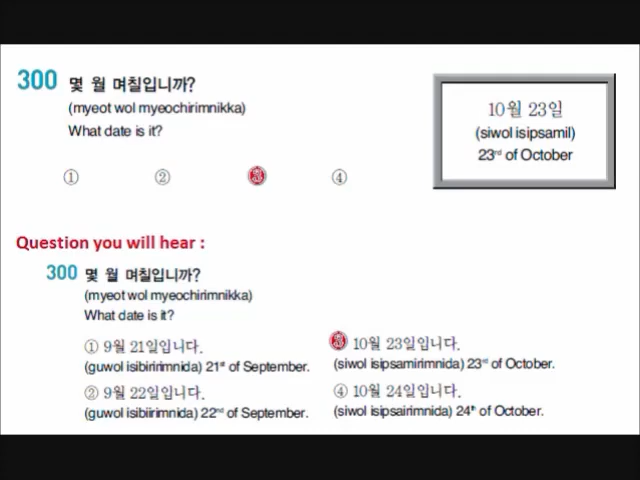 300 몇 월 며칠입니까?
(myeot wol myeochirimnikka)
What date is it?
10월 23일
(siwol isipsamil)
23rd of October
① ② ③ ④
Question you will hear :
300 몇 월 며칠입니까?
(myeot wol myeochirimnikka)
What date is it?
① 9월 21일입니다.
(guwol isibiririmnida) 21st of September.
② 9월 22일입니다.
(guwol isibiirimnida) 22nd of September.
③ 10월 23일입니다.
(siwol isipsamirimnida) 23rd of October.
④ 10월 24일입니다.
(siwol isipsairimnida) 24th of October.